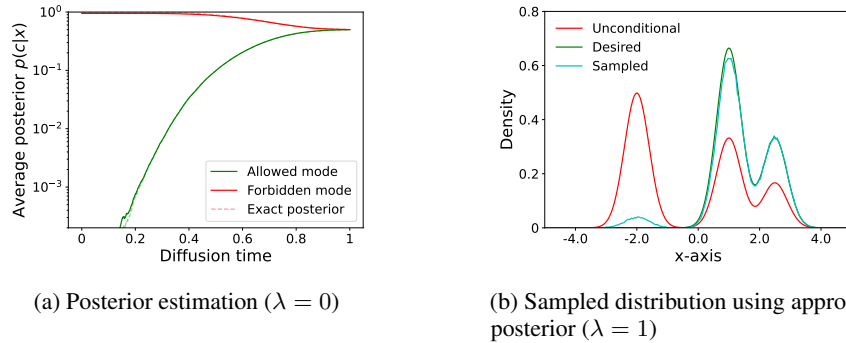 Average posterior p(c|x)
10⁰
10⁻¹
10⁻²
10⁻³
Allowed mode
Forbidden mode
Exact posterior
0 0.2 0.4 0.6 0.8 1
Diffusion time
(a) Posterior estimation (λ = 0)
Density
0.8
0.6
0.4
0.2
0
Unconditional
Desired
Sampled
-4.0 -2.0 0.0 2.0 4.0
x-axis
(b) Sampled distribution using appro
posterior (λ = 1)